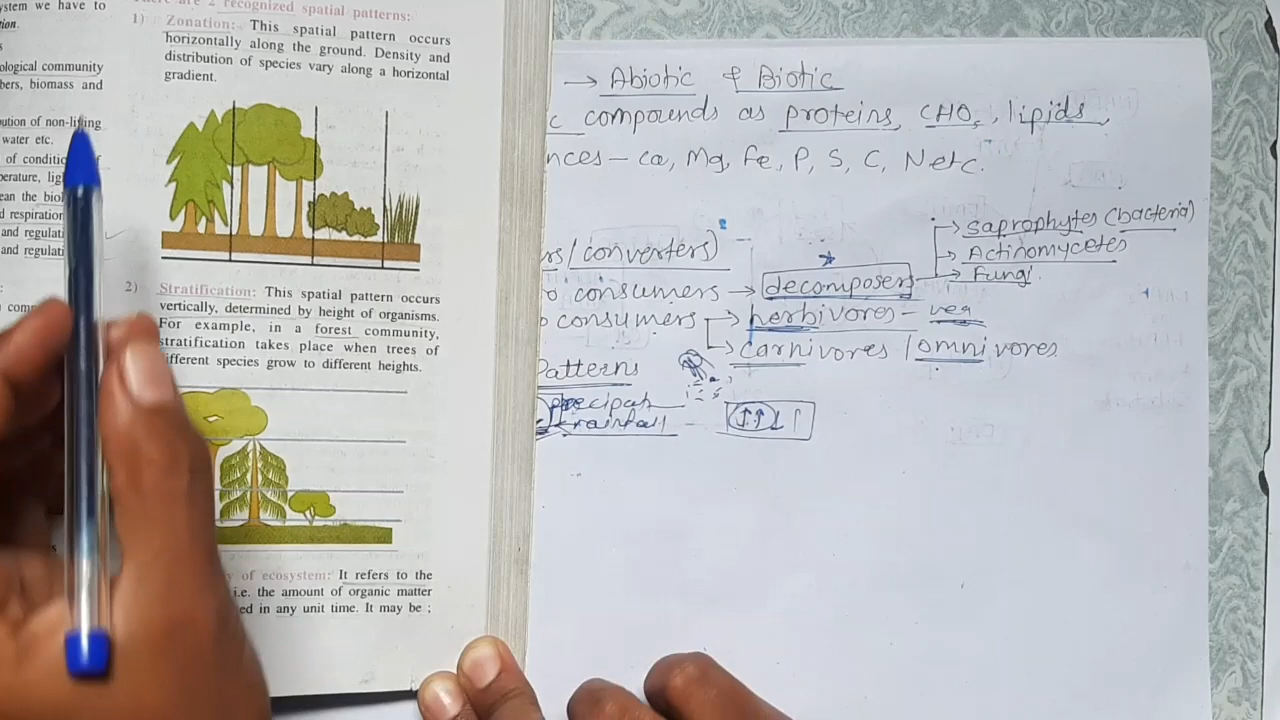 ystem we have to
tion.
s
ological community
bers, biomass and
ution of non-living
water etc.
of conditio
perature, lig
ean the biol
d respiration
and regulati
and regulati
There are 2 recognized spatial patterns:
1) Zonation: This spatial pattern occurs
horizontally along the ground. Density and
distribution of species vary along a horizontal
gradient.
2) Stratification: This spatial pattern occurs
vertically, determined by height of organisms.
For example, in a forest community,
stratification takes place when trees of
different species grow to different heights.
y of ecosystem: It refers to the
i.e. the amount of organic matter
ed in any unit time. It may be ;
→ Abiotic & Biotic
c compounds as proteins, CHO, lipids,
nces – Ca, Mg, Fe, P, S, C, N etc.
rs/converters)
o consumers → decomposers
→ saprophytes (bacteria)
→ Actinomycetes
→ Fungi.
consumers → herbivores – veg
→ carnivores / omnivores
Patterns
precipat
rainfall – ↑↑↓↑